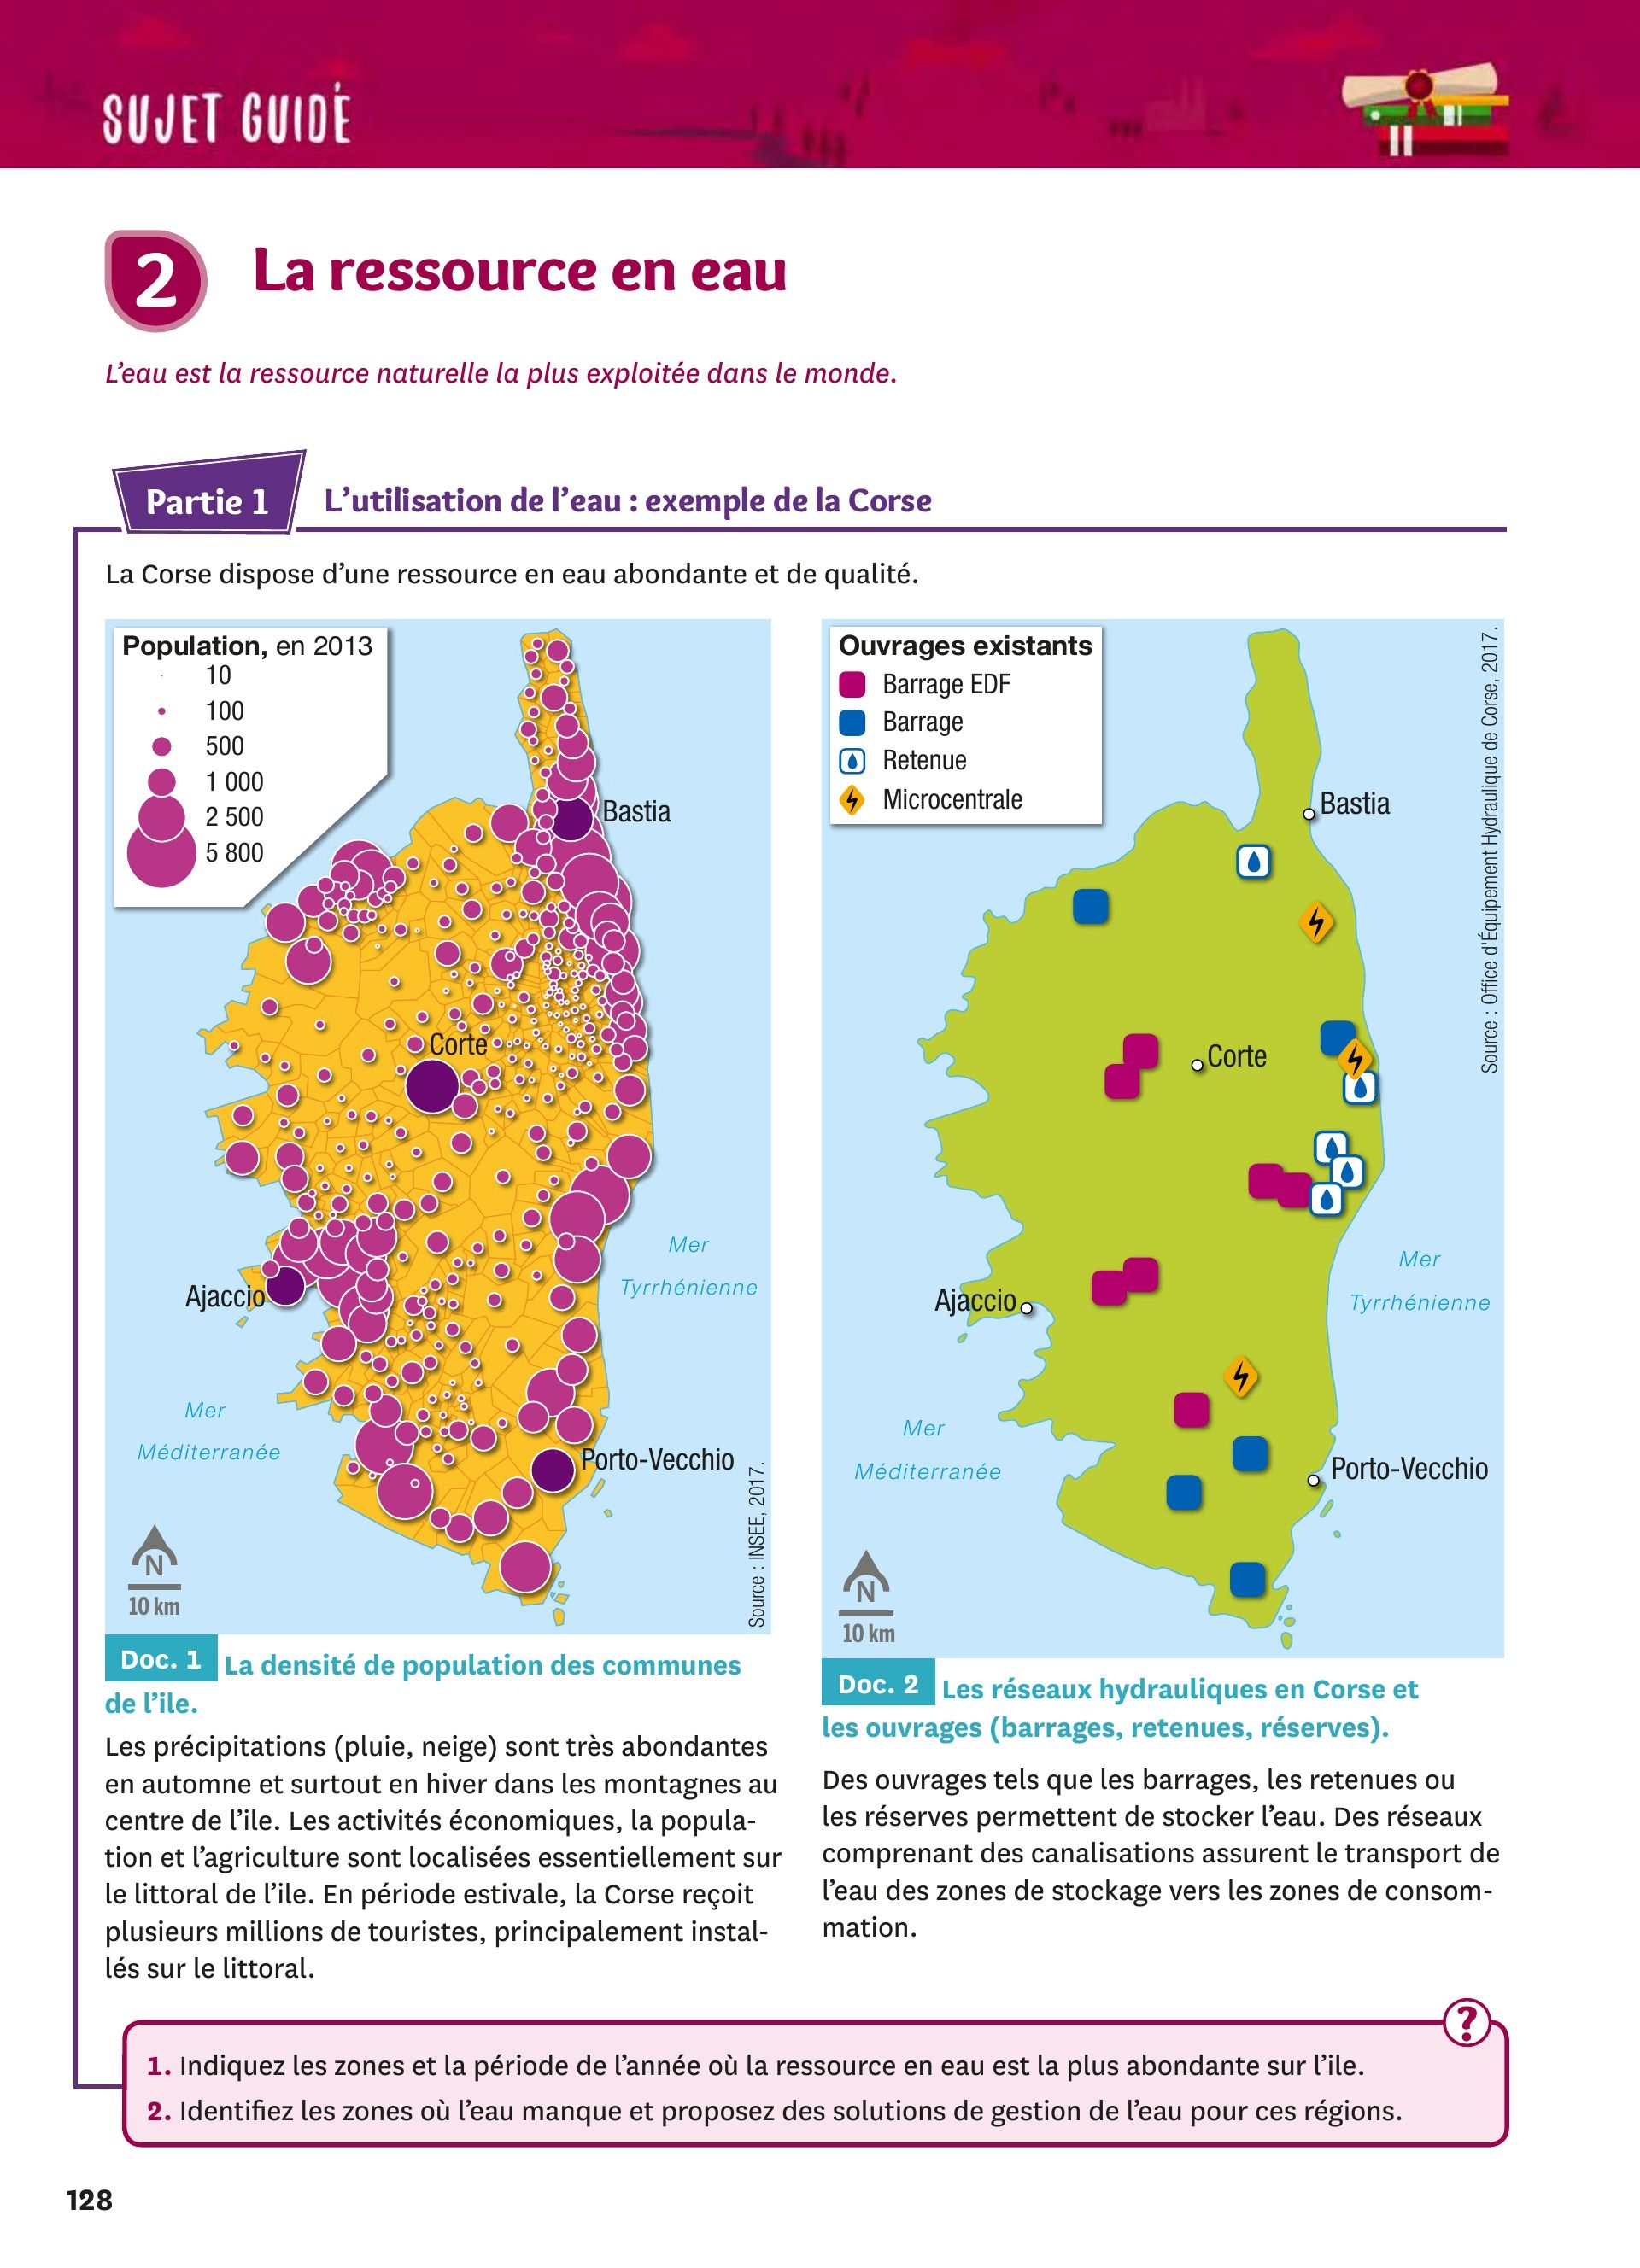 SUJET GUIDÉ
2 La ressource en eau
L’eau est la ressource naturelle la plus exploitée dans le monde.
Partie 1 L’utilisation de l’eau : exemple de la Corse
La Corse dispose d’une ressource en eau abondante et de qualité.
Population, en 2013
10
100
500
1 000
2 500
5 800
Bastia
Corte
Ajaccio
Mer
Tyrrhénienne
Mer
Méditerranée
Porto-Vecchio
N
10 km
Source : INSEE, 2017.
Doc. 1 La densité de population des communes
de l’ile.
Les précipitations (pluie, neige) sont très abondantes
en automne et surtout en hiver dans les montagnes au
centre de l’ile. Les activités économiques, la popula-
tion et l’agriculture sont localisées essentiellement sur
le littoral de l’ile. En période estivale, la Corse reçoit
plusieurs millions de touristes, principalement instal-
lés sur le littoral.
Ouvrages existants
Barrage EDF
Barrage
Retenue
Microcentrale
Bastia
Corte
Ajaccio
Mer
Tyrrhénienne
Mer
Méditerranée
Porto-Vecchio
N
10 km
Source : Office d'Équipement Hydraulique de Corse, 2017.
Doc. 2 Les réseaux hydrauliques en Corse et
les ouvrages (barrages, retenues, réserves).
Des ouvrages tels que les barrages, les retenues ou
les réserves permettent de stocker l’eau. Des réseaux
comprenant des canalisations assurent le transport de
l’eau des zones de stockage vers les zones de consom-
mation.
?
1. Indiquez les zones et la période de l’année où la ressource en eau est la plus abondante sur l’ile.
2. Identifiez les zones où l’eau manque et proposez des solutions de gestion de l’eau pour ces régions.
128